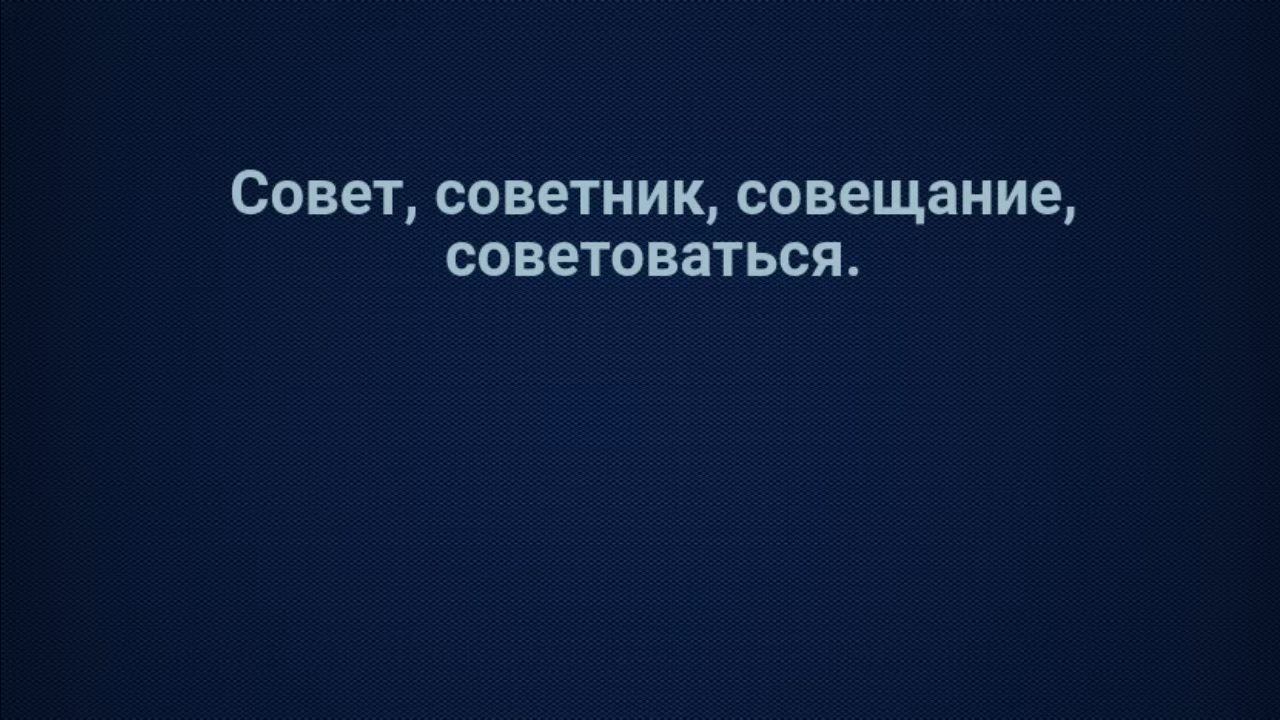 Совет, советник, совещание,
советоваться.